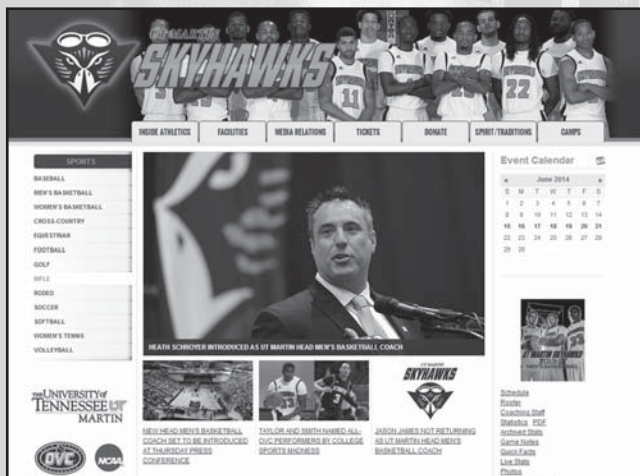 UT MARTIN
SKYHAWKS
11
22
INSIDE ATHLETICS
FACILITIES
MEDIA RELATIONS
TICKETS
DONATE
SPIRIT/TRADITIONS
CAMPS
SPORTS
BASEBALL
MEN'S BASKETBALL
WOMEN'S BASKETBALL
CROSS-COUNTRY
EQUESTRIAN
FOOTBALL
GOLF
RIFLE
RODEO
SOCCER
SOFTBALL
WOMEN'S TENNIS
VOLLEYBALL
THE UNIVERSITY of
TENNESSEE UT
MARTIN
OVC
NCAA
HEATH SCHROYER INTRODUCED AS UT MARTIN HEAD MEN'S BASKETBALL COACH
NEW HEAD MEN'S BASKETBALL
COACH SET TO BE INTRODUCED
AT THURSDAY PRESS
CONFERENCE
TAYLOR AND SMITH NAMED ALL-
OVC PERFORMERS BY COLLEGE
SPORTS MADNESS
UT MARTIN
SKYHAWKS
JASON JAMES NOT RETURNING
AS UT MARTIN HEAD MEN'S
BASKETBALL COACH
Event Calendar
« June 2014 »
S M T W T F S
1 2 3 4 5 6 7
8 9 10 11 12 13 14
15 16 17 18 19 20 21
22 23 24 25 26 27 28
29 30
UT MARTIN SKYHAWKS
Schedule
Roster
Coaching Staff
Statistics PDF
Archived Stats
Game Notes
Quick Facts
Live Stats
Photos